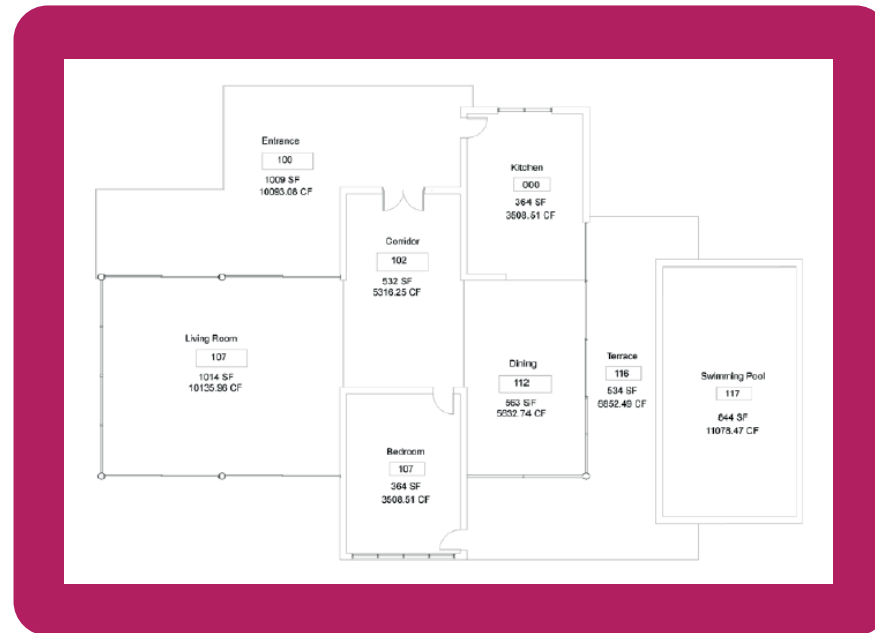 Entrance
100
1009 SF
10093.08 CF
Kitchen
000
364 SF
3508.51 CF
Corridor
102
532 SF
5316.25 CF
Living Room
107
1014 SF
10135.96 CF
Dining
112
563 SF
5632.74 CF
Terrace
116
534 SF
6852.49 CF
Swimming Pool
117
644 SF
11078.47 CF
Bedroom
107
364 SF
3508.51 CF